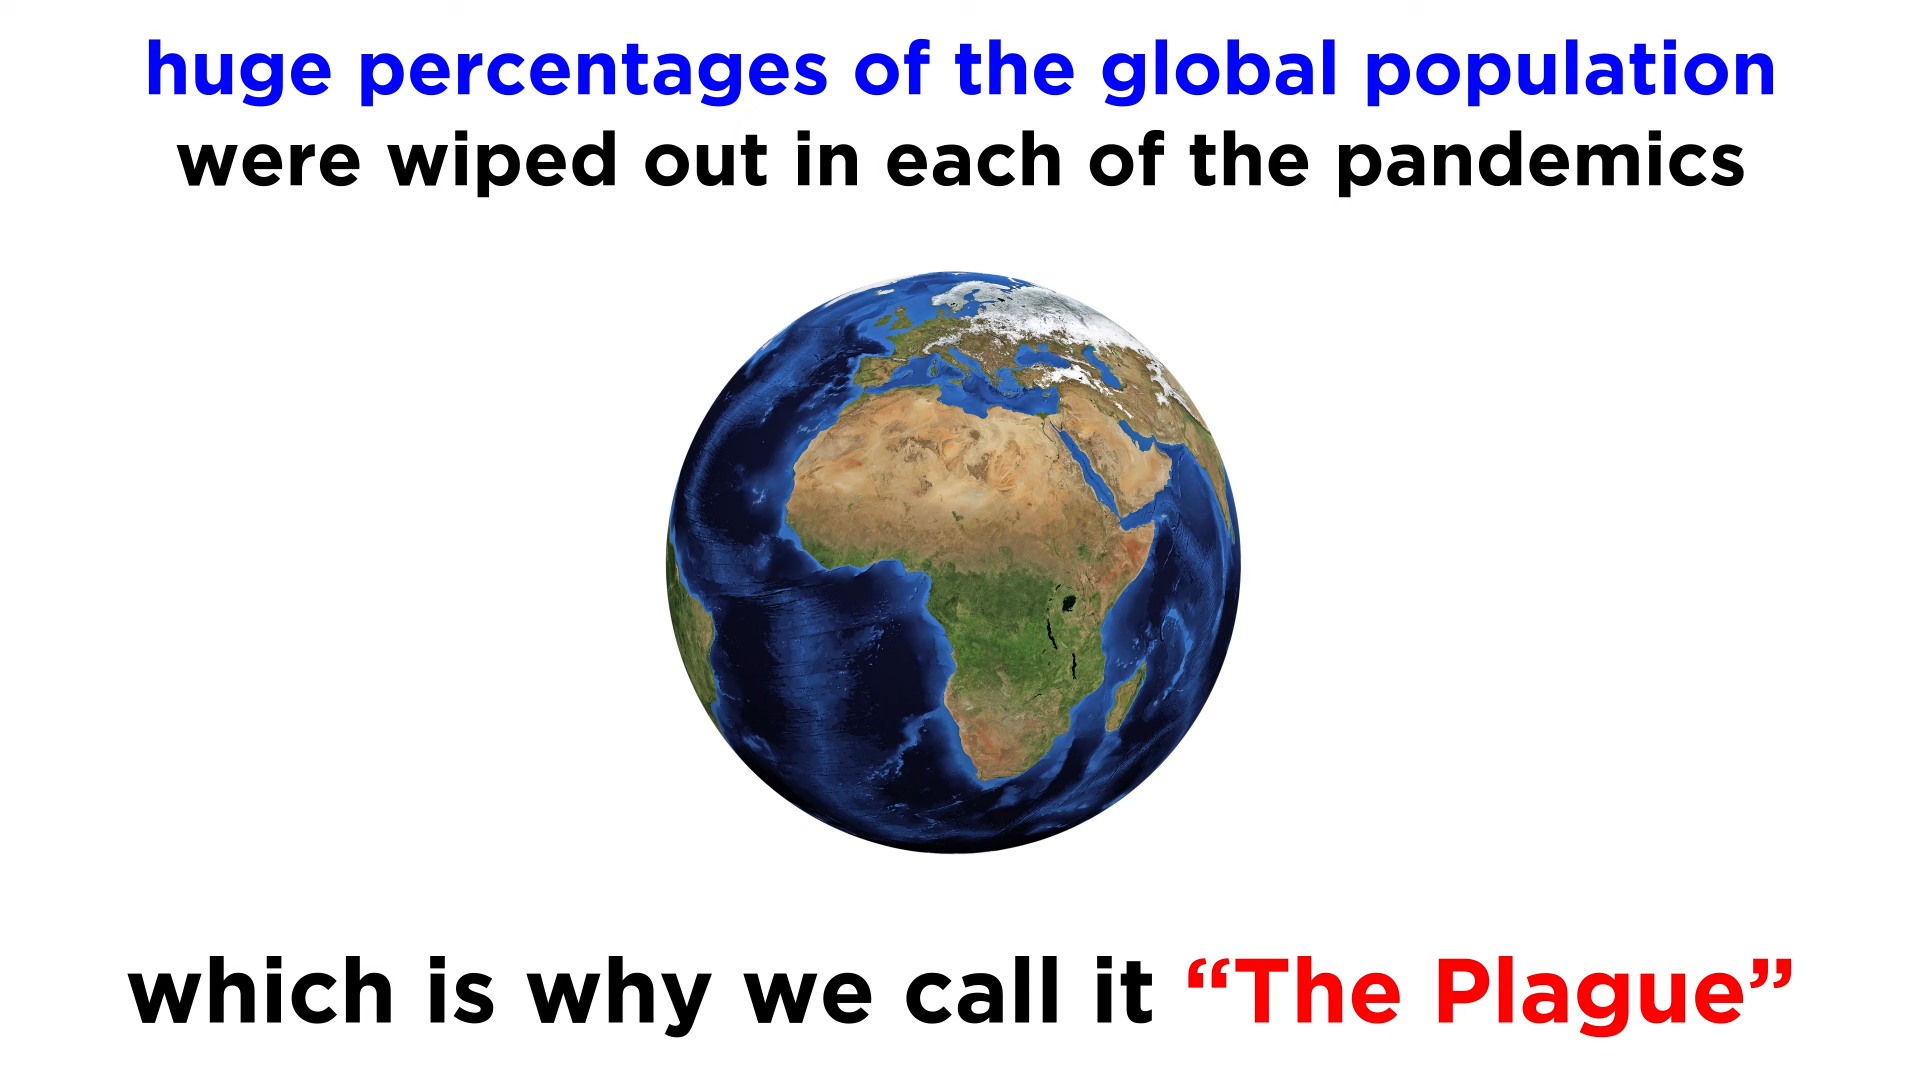 huge percentages of the global population
were wiped out in each of the pandemics
which is why we call it “The Plague”